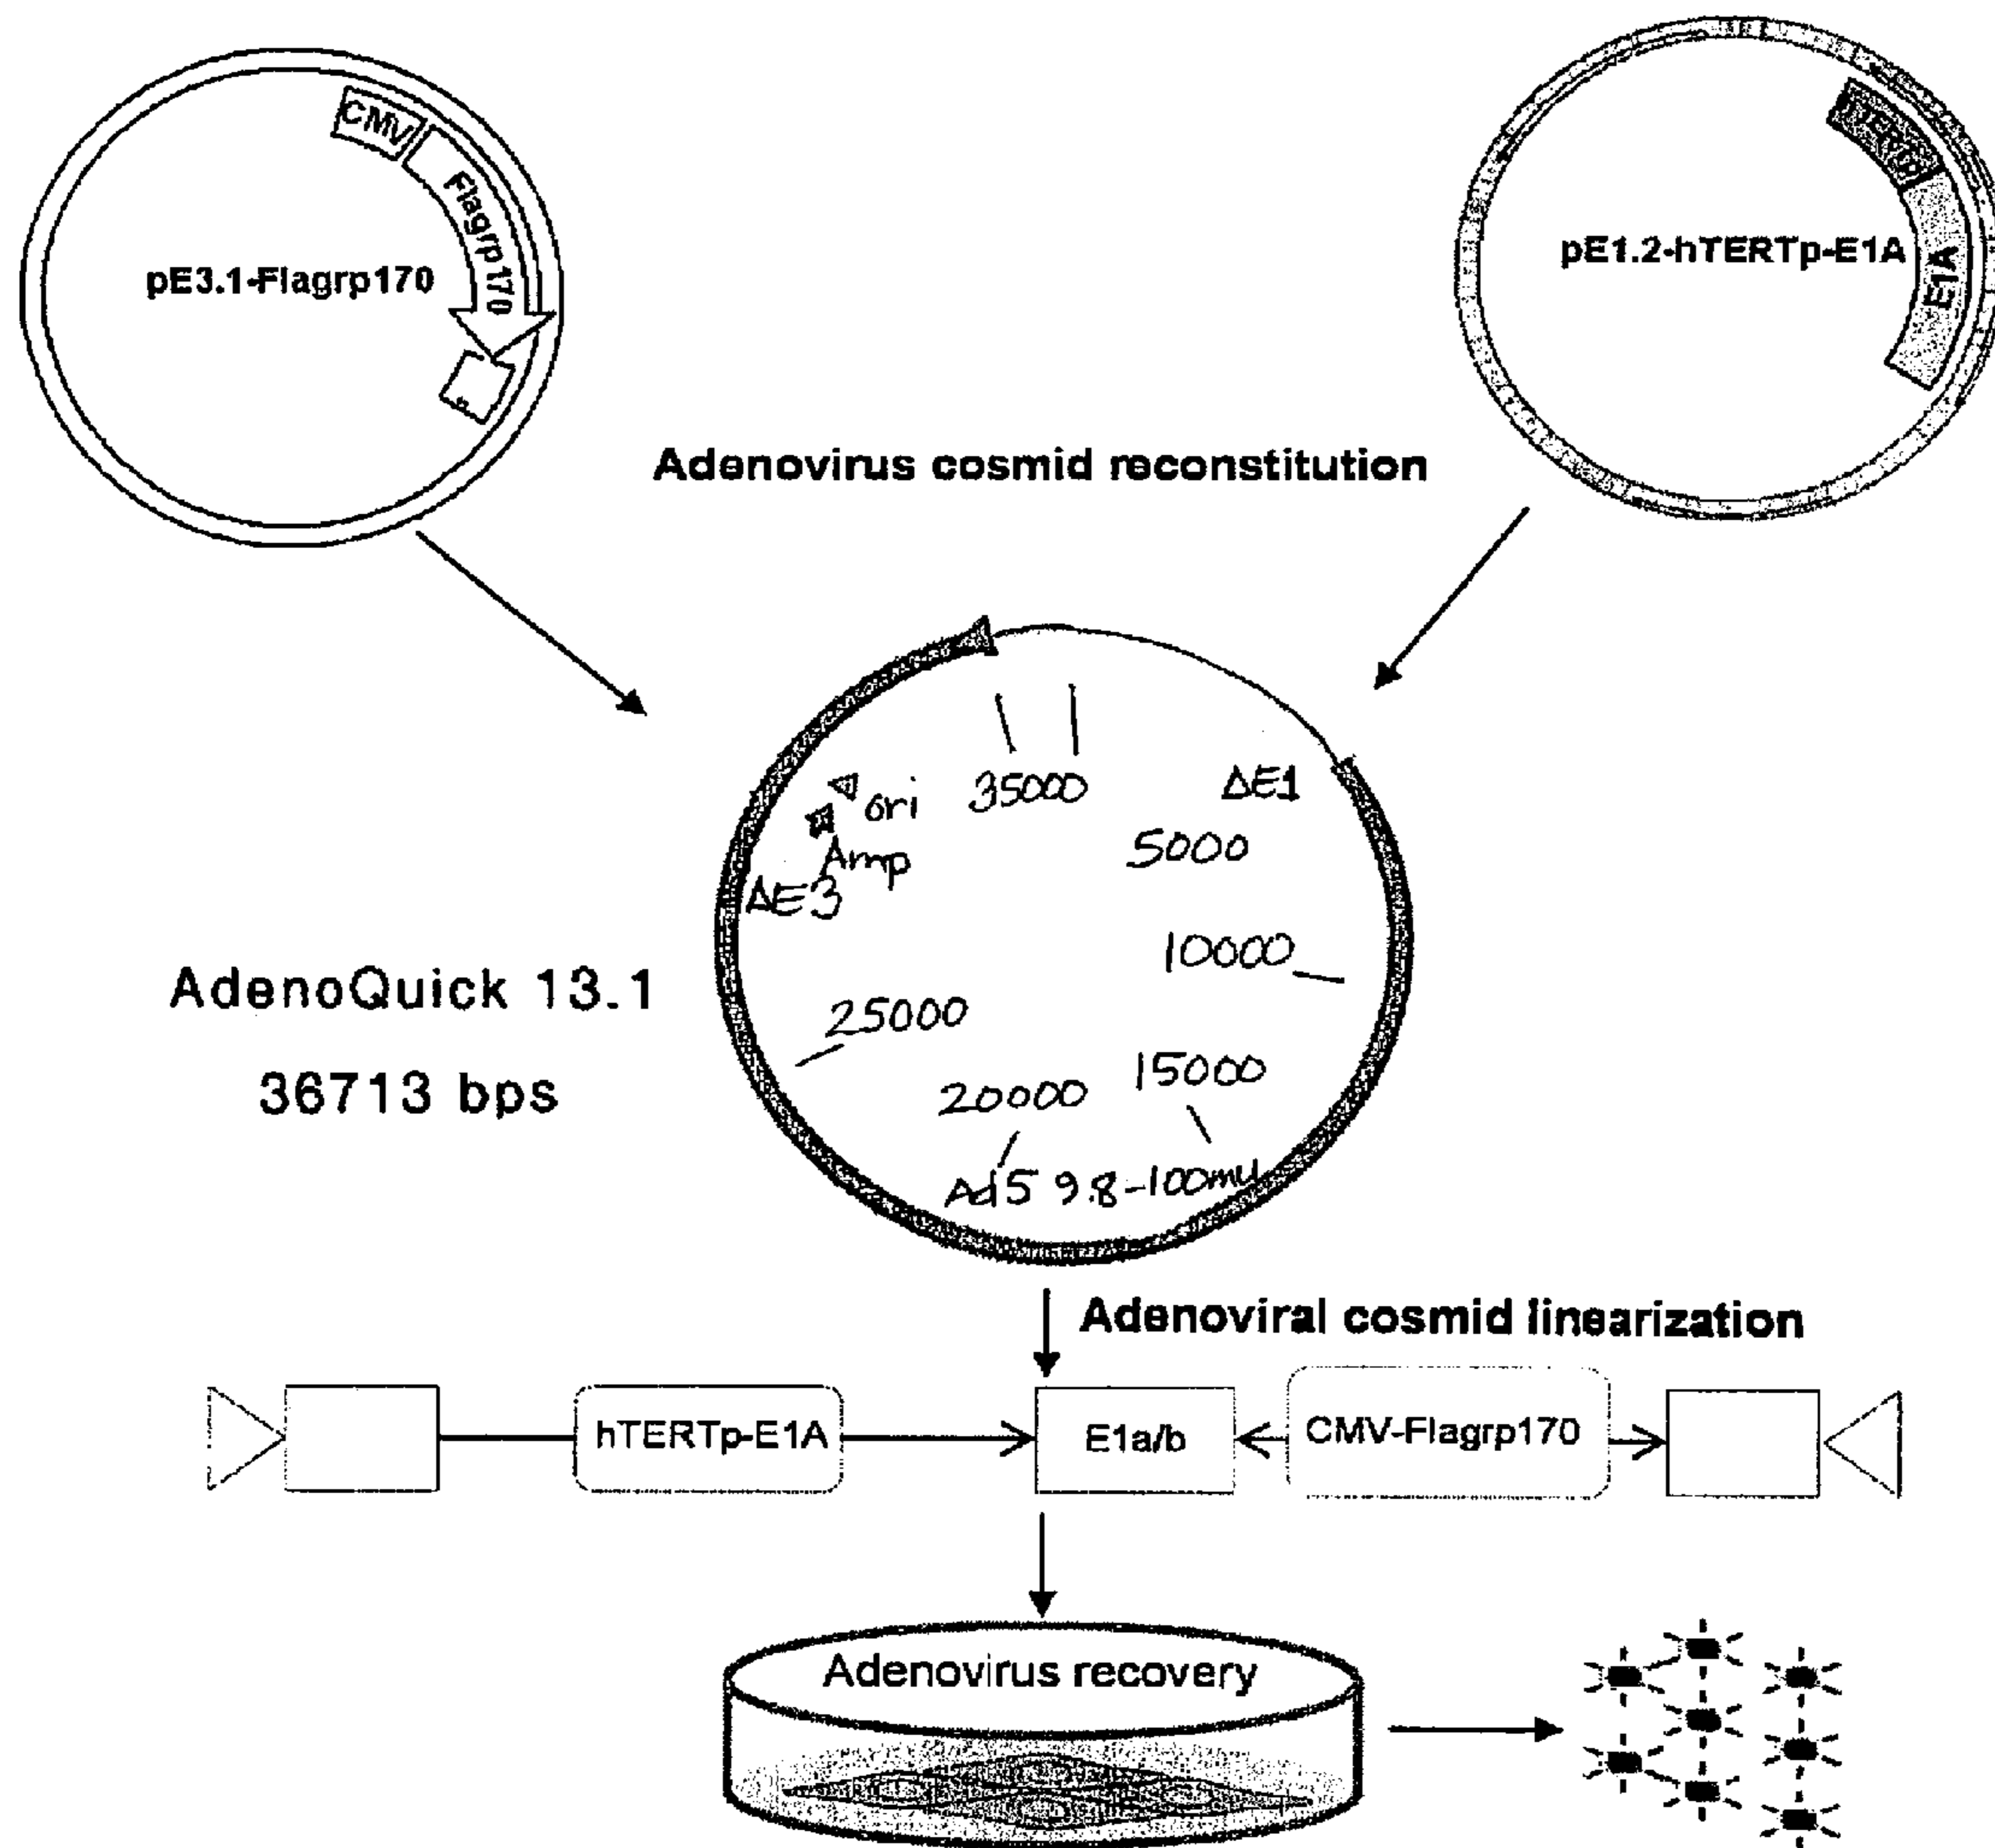 CMV
Flagrp170
pE3.1-Flagrp170
hTERTp
E1A
pE1.2-hTERTp-E1A
Adenovirus cosmid reconstitution
35000
ΔE1
5000
ori
Amp
ΔE3
10000
AdenoQuick 13.1
36713 bps
25000
15000
20000
Ad5 9.8-100mu
Adenoviral cosmid linearization
hTERTp-E1A
E1a/b
CMV-Flagrp170
Adenovirus recovery